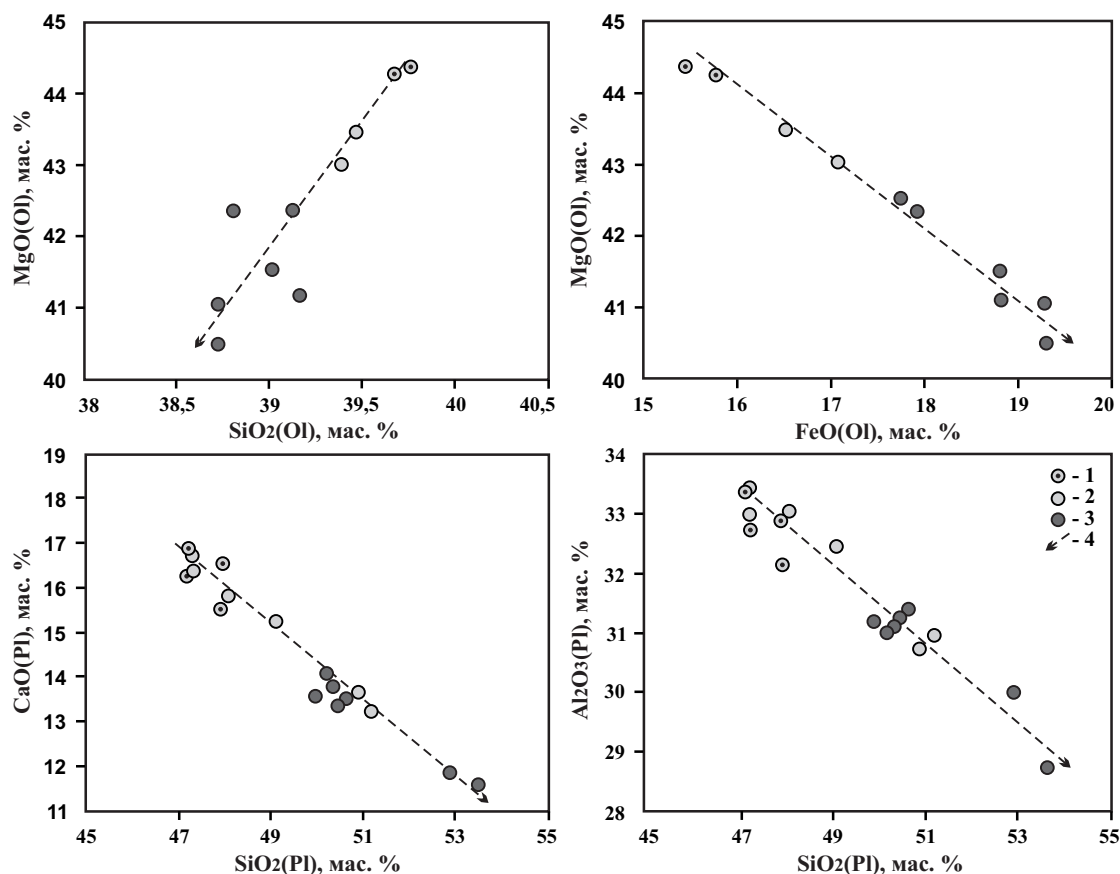 45
44
43
42
41
40
MgO(Ol), мас. %
38 38,5 39 39,5 40 40,5
SiO2(Ol), мас. %
45
44
43
42
41
40
MgO(Ol), мас. %
15 16 17 18 19 20
FeO(Ol), мас. %
19
18
17
16
15
14
13
12
11
CaO(Pl), мас. %
45 47 49 51 53 55
SiO2(Pl), мас. %
34
33
32
31
30
29
28
Al2O3(Pl), мас. %
- 1
- 2
- 3
- 4
45 47 49 51 53 55
SiO2(Pl), мас. %